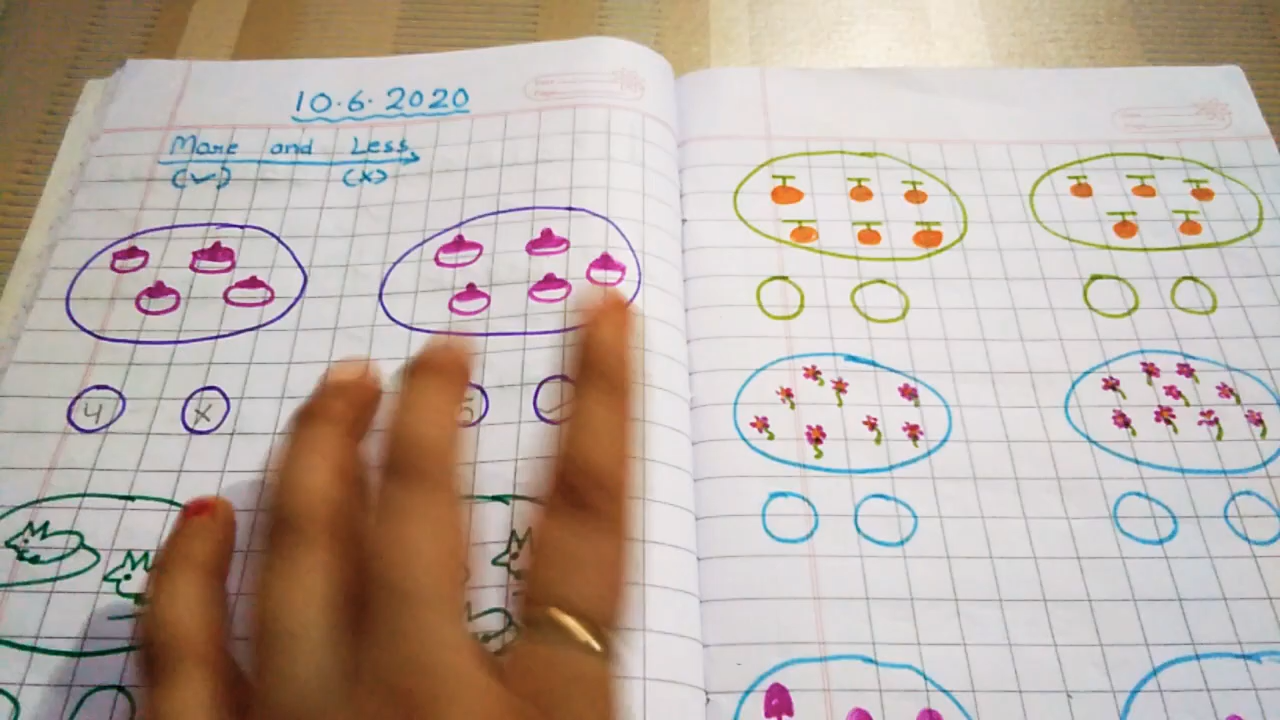 10.6.2020
More and Less
(✓) (x)
4 x
5 ✓